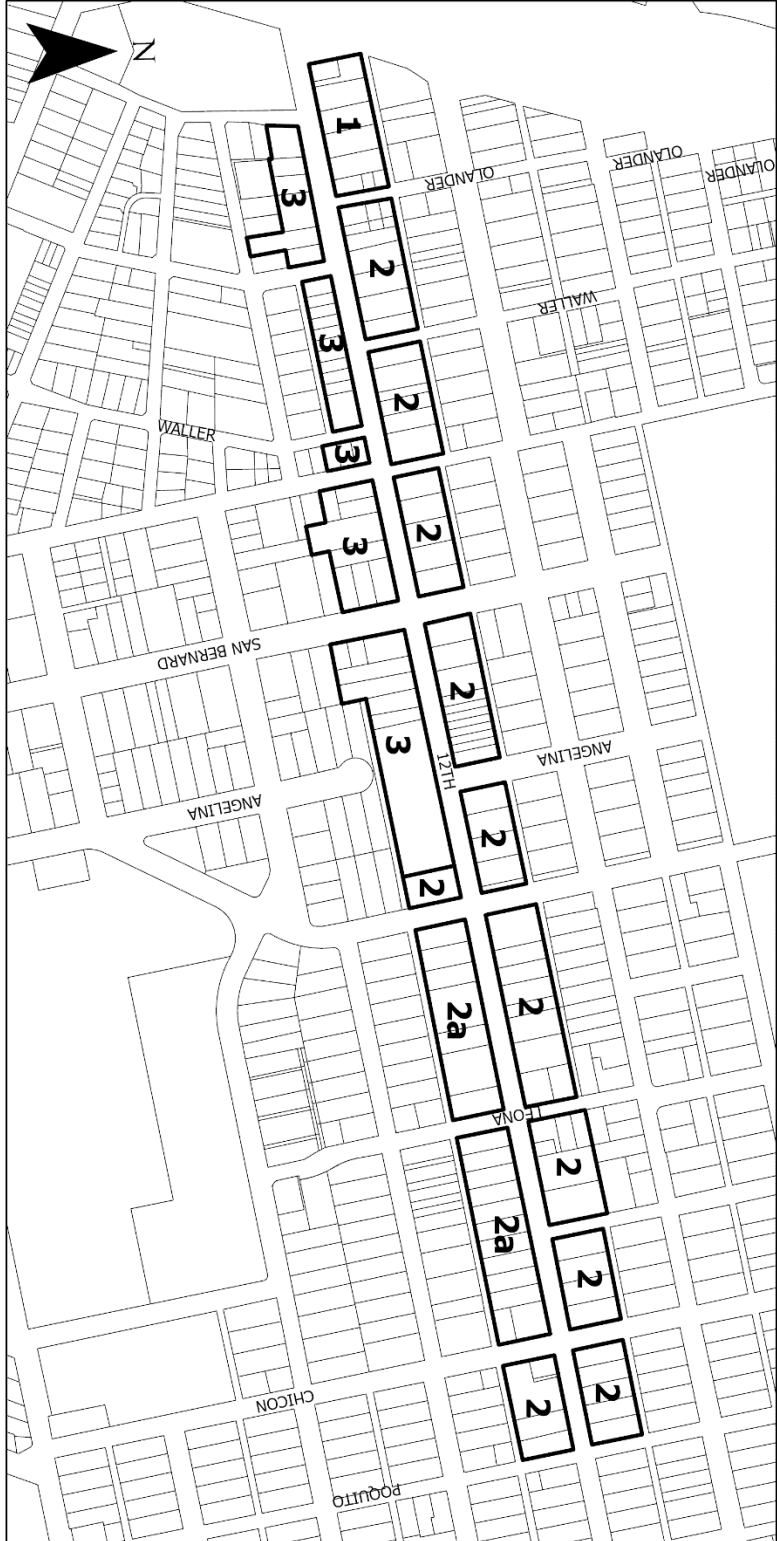 N
1
OLANDER
OLANDER
OLANDER
3
2
WALLER
3
2
WALLER
3
2
3
SAN BERNARD
2
3
12TH
ANGELINA
ANGELINA
2
2
2a
2
LEONA
2
2a
2
CHICON
2
2
POQUITO